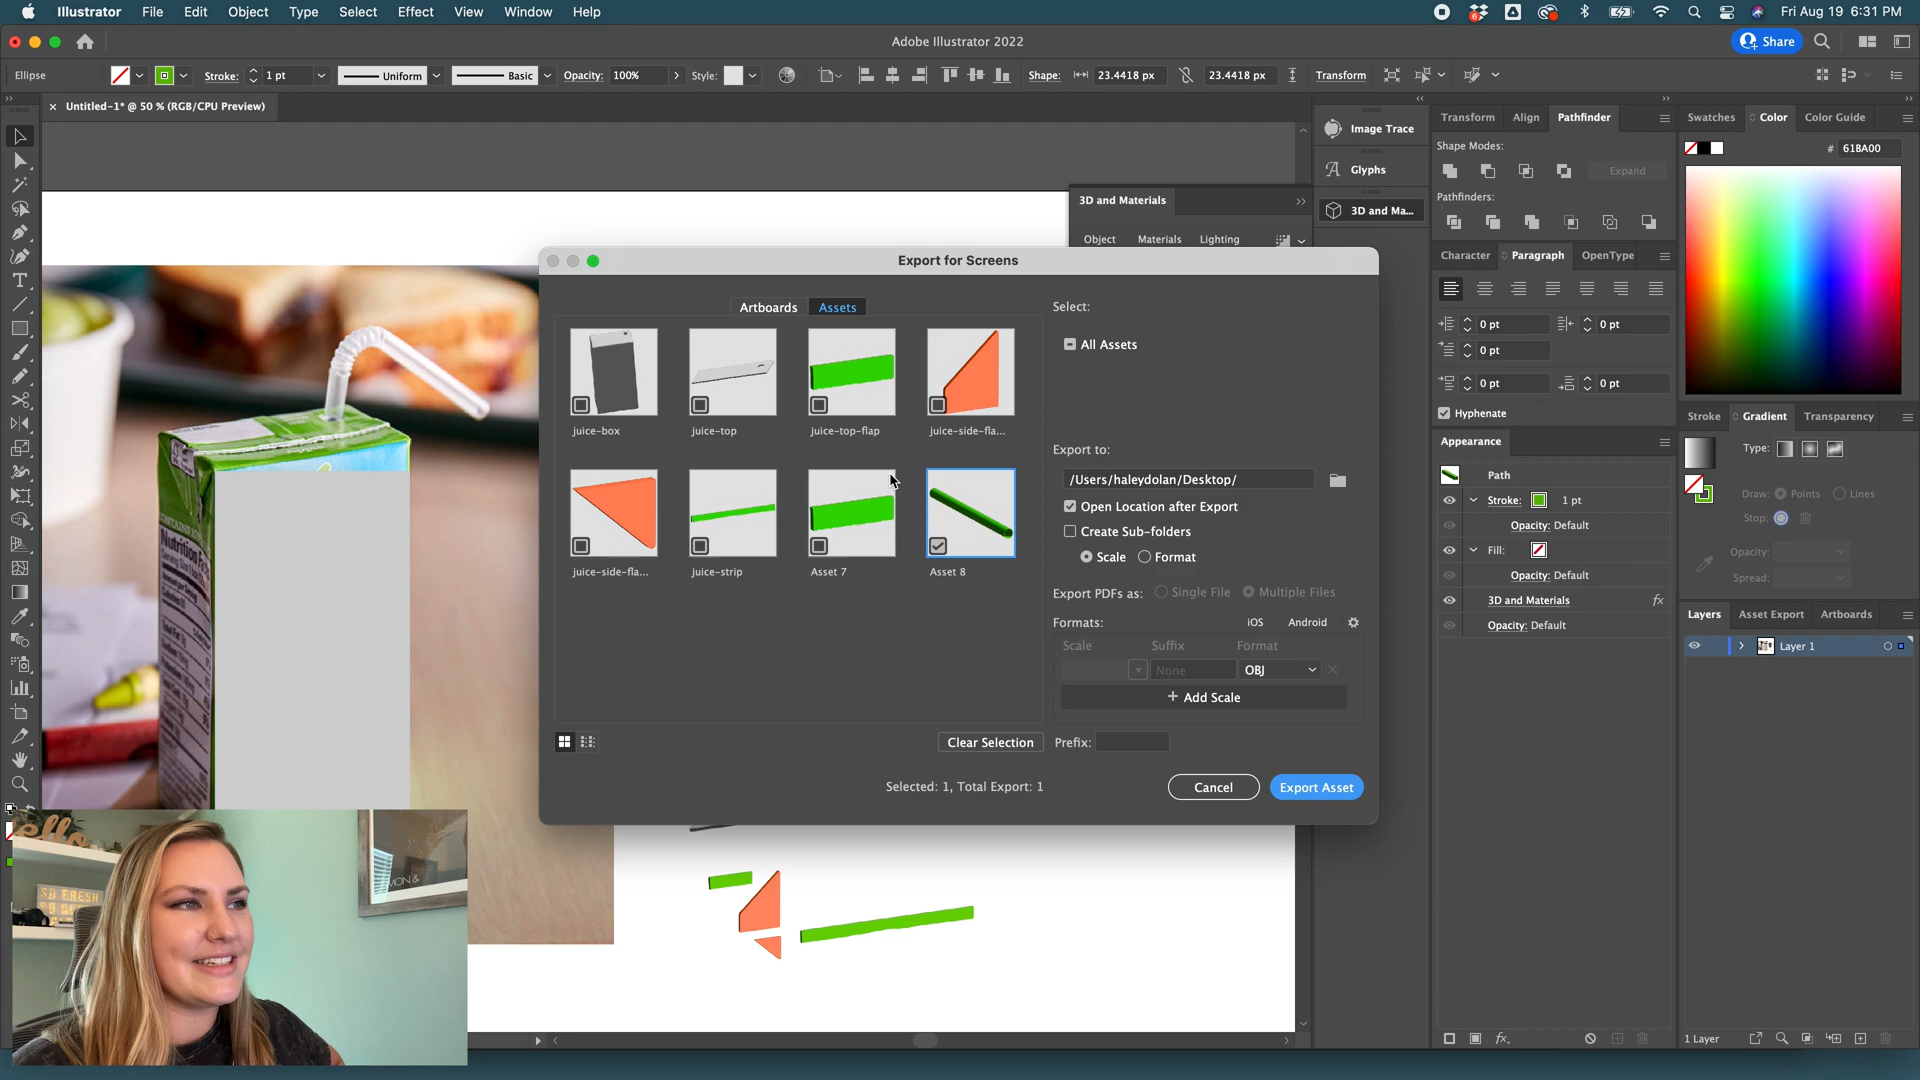 Illustrator File Edit Object Type Select Effect View Window Help
Fri Aug 19 6:31 PM
Adobe Illustrator 2022
Share
Ellipse Stroke: 1 pt Uniform Basic Opacity: 100% Style: Shape: 23.4418 px 23.4418 px Transform
× Untitled-1* @ 50 % (RGB/CPU Preview)
3D and Materials
Object Materials Lighting
Image Trace
Glyphs
3D and Ma...
Export for Screens
Artboards Assets
juice-box juice-top juice-top-flap juice-side-fla...
juice-side-fla... juice-strip Asset 7 Asset 8
Clear Selection
Select:
All Assets
Export to:
/Users/haleydolan/Desktop/
Open Location after Export
Create Sub-folders
Scale Format
Export PDFs as: Single File Multiple Files
Formats: iOS Android
Scale Suffix Format
None OBJ
+ Add Scale
Prefix:
Selected: 1, Total Export: 1
Cancel Export Asset
Transform Align Pathfinder
Shape Modes:
Expand
Pathfinders:
Character Paragraph OpenType
0 pt 0 pt
0 pt
0 pt 0 pt
Hyphenate
Appearance
Path
Stroke: 1 pt
Opacity: Default
Fill:
Opacity: Default
3D and Materials fx
Opacity: Default
Swatches Color Color Guide
# 61BA00
Stroke Gradient Transparency
Type:
Draw: Points Lines
Stop:
Opacity:
Spread:
Layers Asset Export Artboards
Layer 1
1 Layer
Nutrition
hello
SO FRESH